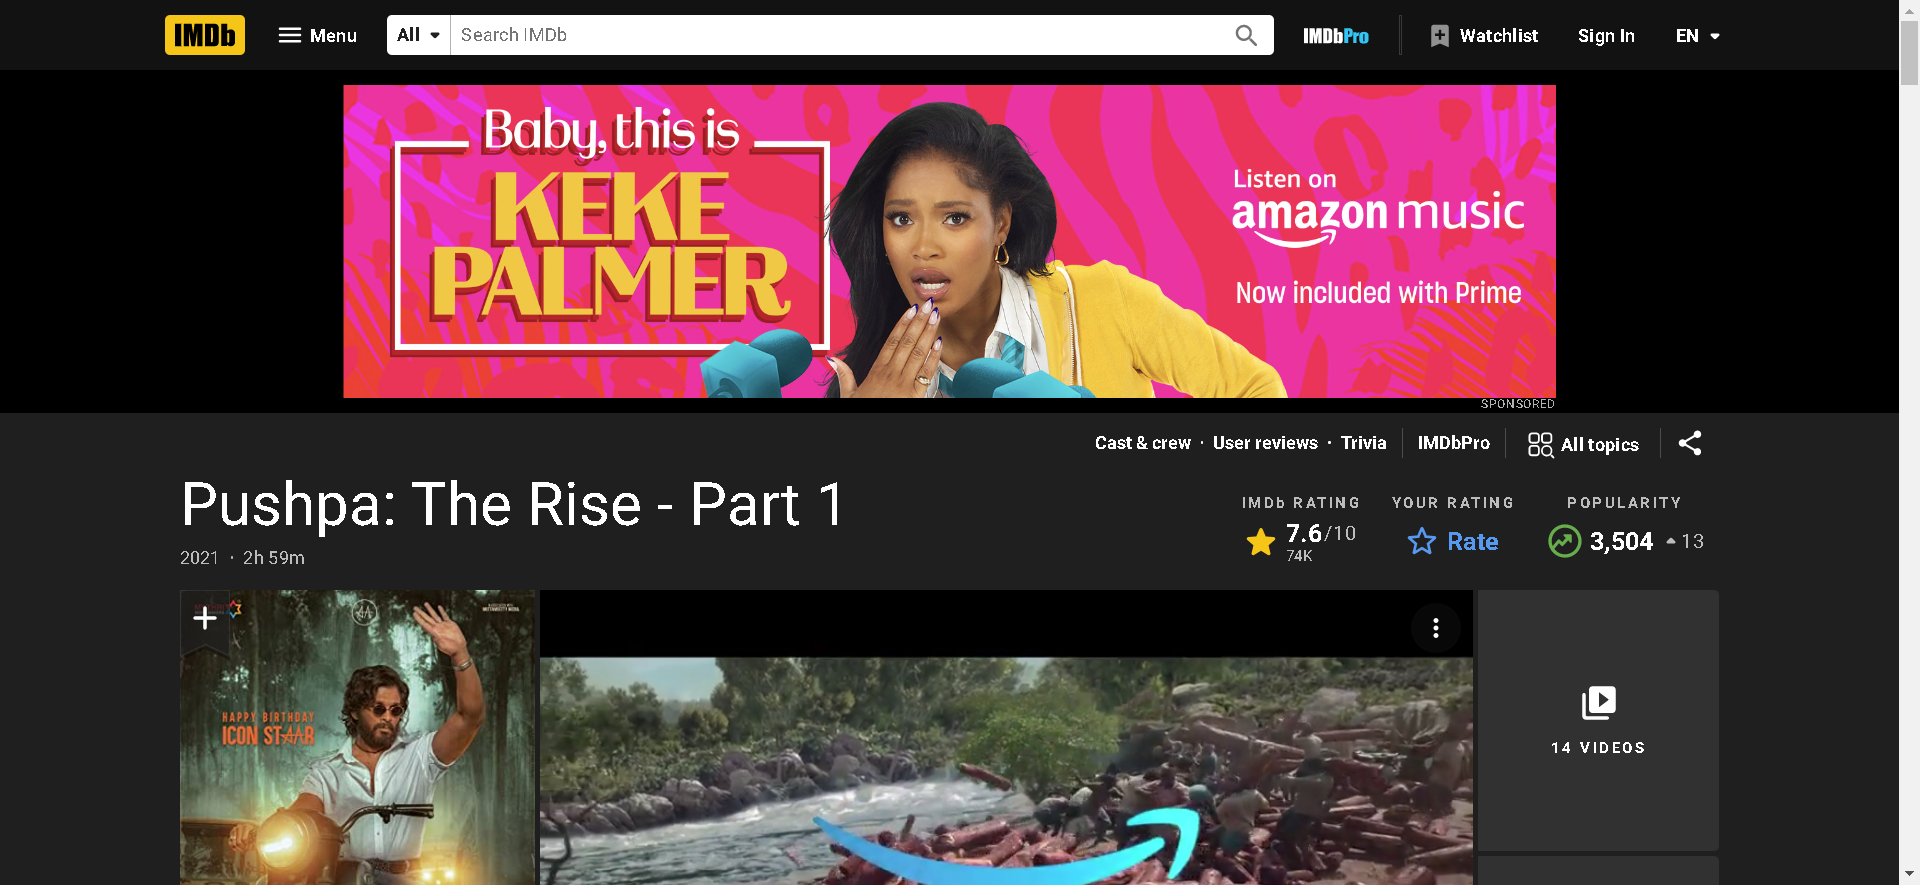 IMDb
Menu
All
Search IMDb
IMDbPro
Watchlist
Sign In
EN
Baby, this is
KEKE
PALMER
Listen on
amazon music
Now included with Prime
SPONSORED
Cast & crew · User reviews · Trivia
IMDbPro
All topics
Pushpa: The Rise - Part 1
2021 · 2h 59m
IMDb RATING
7.6/10
74K
YOUR RATING
Rate
POPULARITY
3,504
13
HAPPY BIRTHDAY
ICON STAAR
14 VIDEOS